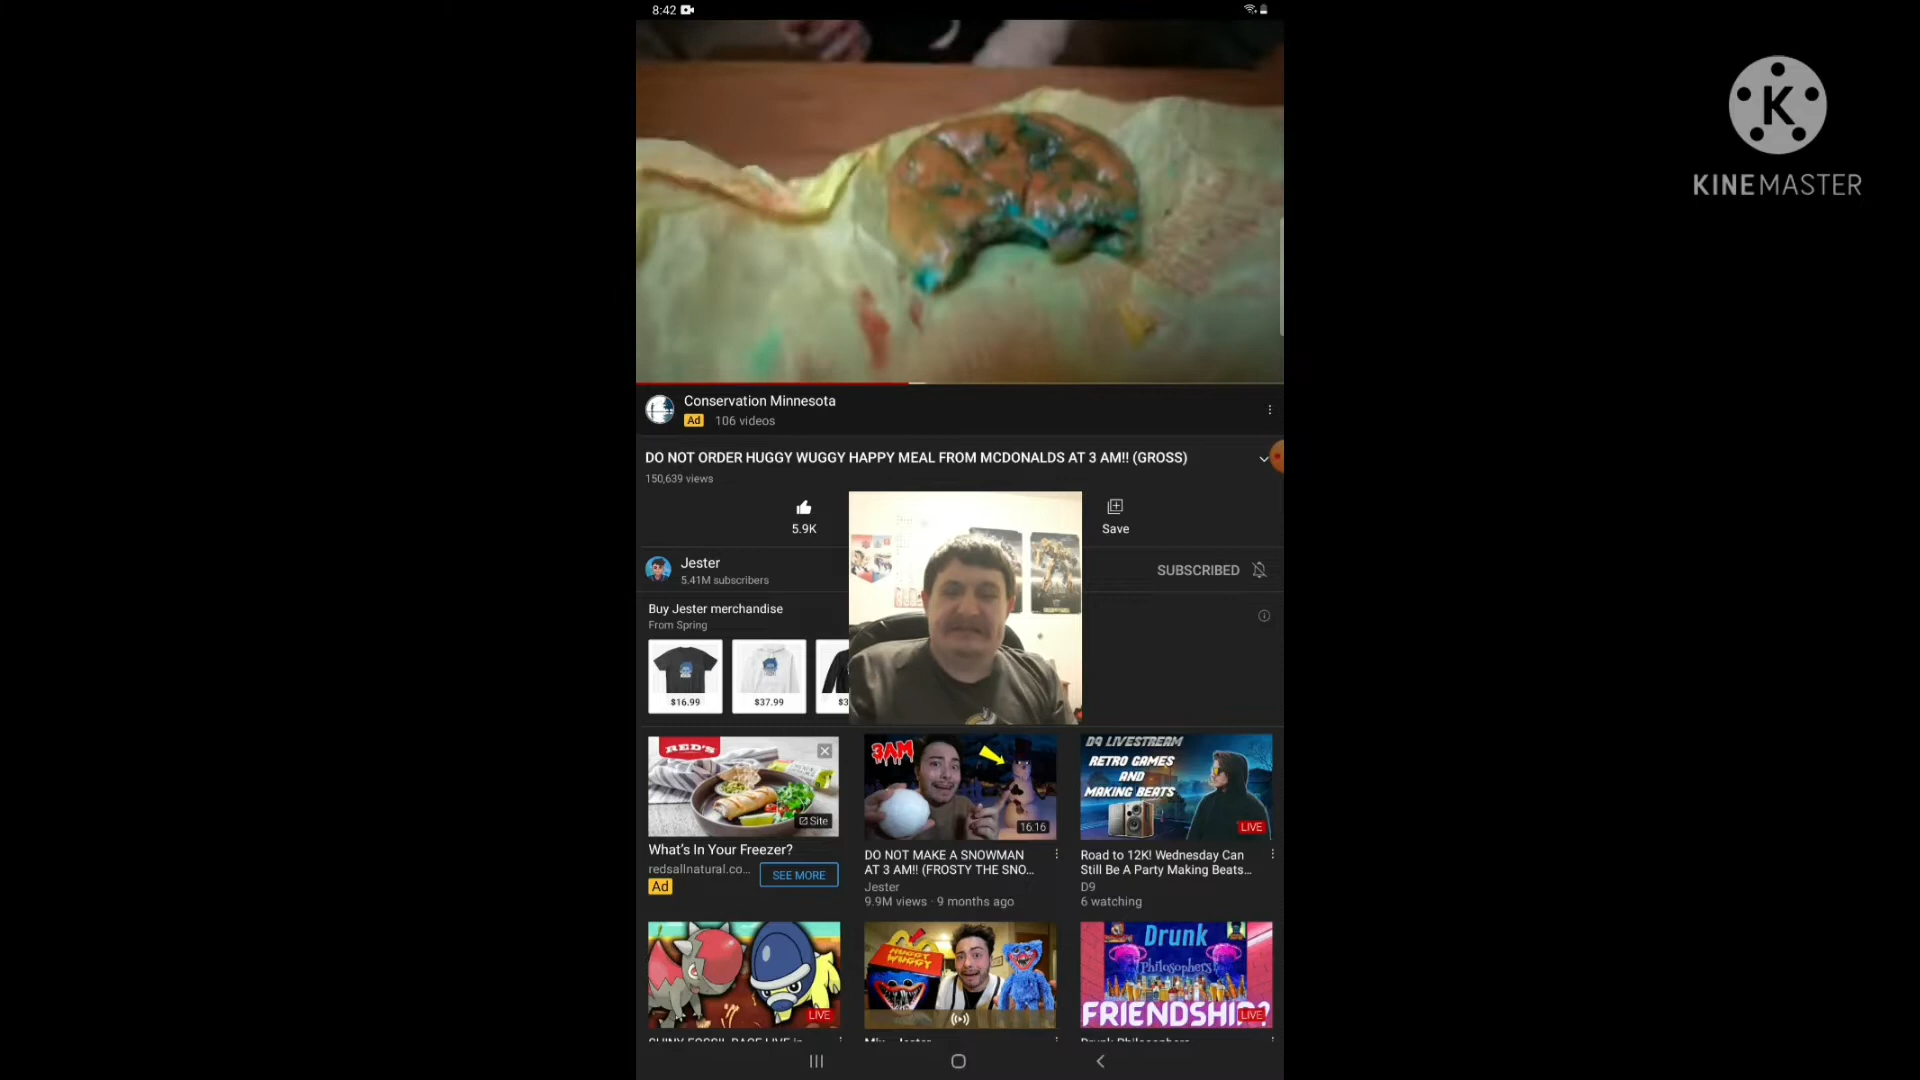 8:42
KINEMASTER
Conservation Minnesota
Ad 106 videos
DO NOT ORDER HUGGY WUGGY HAPPY MEAL FROM MCDONALDS AT 3 AM!! (GROSS)
150,639 views
5.9K
Save
Jester
5.41M subscribers
SUBSCRIBED
Buy Jester merchandise
From Spring
$16.99
$37.99
$3
RED'S
Site
What's In Your Freezer?
redsallnatural.co...
Ad
SEE MORE
3AM
16:16
DO NOT MAKE A SNOWMAN
AT 3 AM!! (FROSTY THE SNO...
Jester
9.9M views · 9 months ago
D9 LIVESTREAM
RETRO GAMES
AND
MAKING BEATS
LIVE
Road to 12K! Wednesday Can
Still Be A Party Making Beats...
D9
6 watching
LIVE
HUGGY
WUGGY
Drunk
Philosophers
FRIENDSHIP?
LIVE